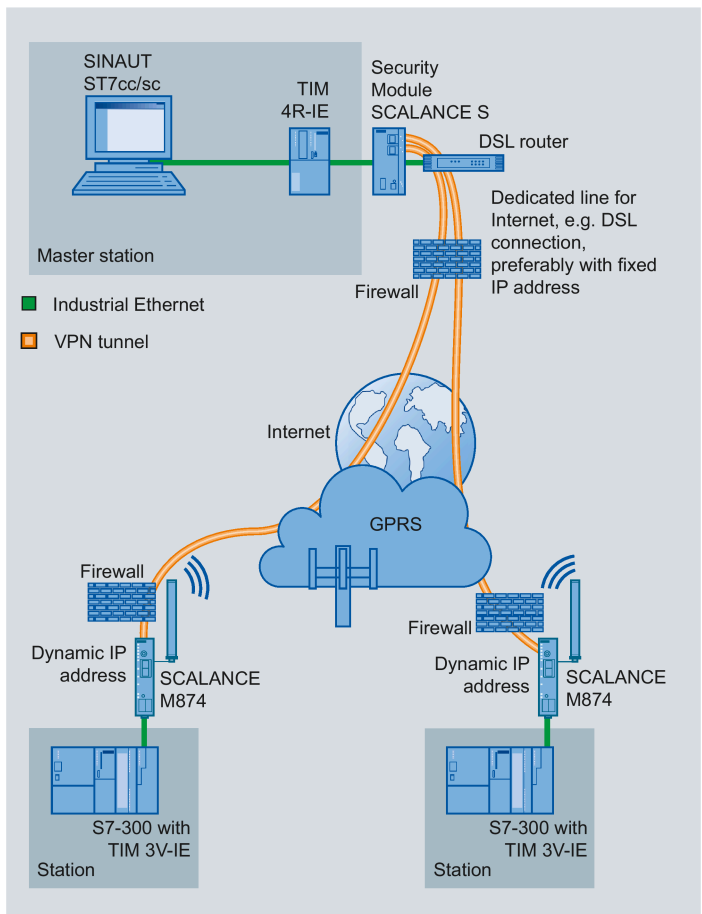 SINAUT
ST7cc/sc
TIM
4R-IE
Security
Module
SCALANCE S
DSL router
Dedicated line for
Internet, e.g. DSL
connection,
preferably with fixed
IP address
Master station
Firewall
Industrial Ethernet
VPN tunnel
Internet
GPRS
Firewall
Dynamic IP
address
SCALANCE
M874
Firewall
Dynamic IP
address
SCALANCE
M874
S7-300 with
TIM 3V-IE
Station
S7-300 with
TIM 3V-IE
Station